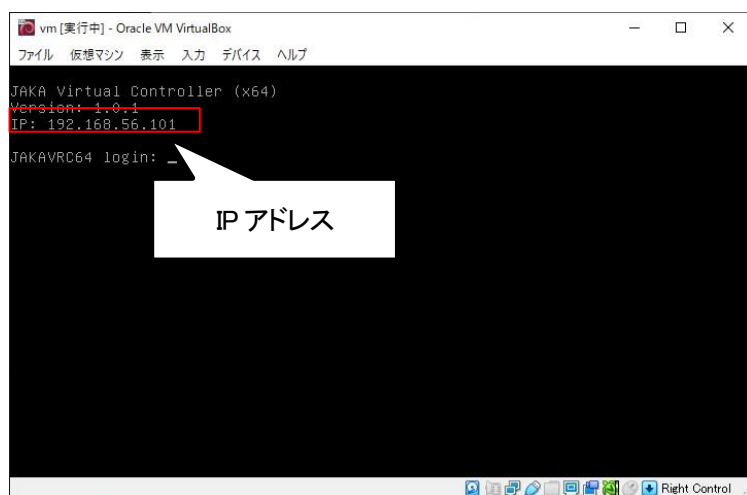 vm [実行中] - Oracle VM VirtualBox
ファイル 仮想マシン 表示 入力 デバイス ヘルプ
JAKA Virtual Controller (x64)
Version: 1.0.1
IP: 192.168.56.101
JAKAVRC64 login: _
IP アドレス
Right Control